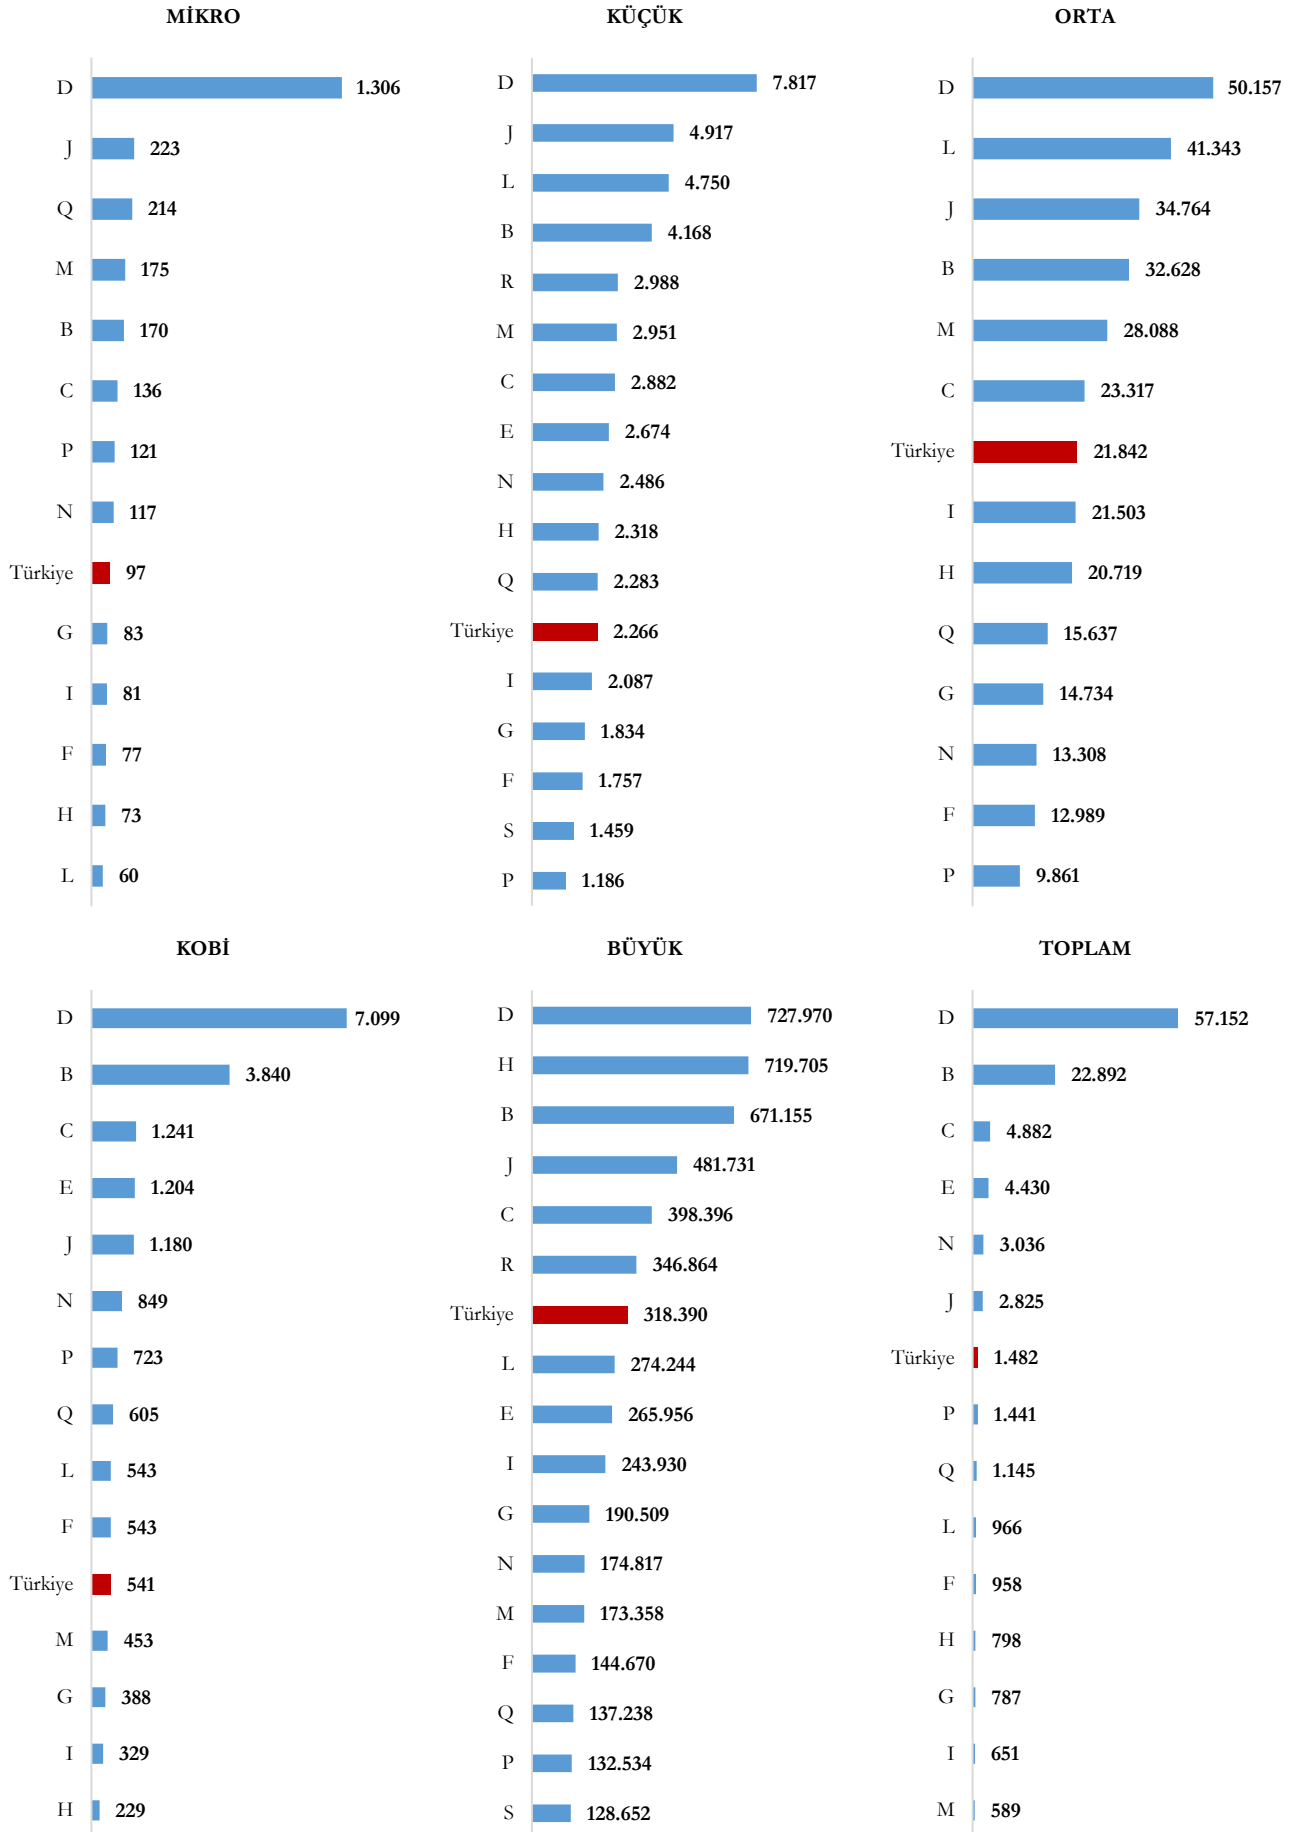 MİKRO
D 1.306
J 223
Q 214
M 175
B 170
C 136
P 121
N 117
Türkiye 97
G 83
I 81
F 77
H 73
L 60
KÜÇÜK
D 7.817
J 4.917
L 4.750
B 4.168
R 2.988
M 2.951
C 2.882
E 2.674
N 2.486
H 2.318
Q 2.283
Türkiye 2.266
I 2.087
G 1.834
F 1.757
S 1.459
P 1.186
ORTA
D 50.157
L 41.343
J 34.764
B 32.628
M 28.088
C 23.317
Türkiye 21.842
I 21.503
H 20.719
Q 15.637
G 14.734
N 13.308
F 12.989
P 9.861
KOBİ
D 7.099
B 3.840
C 1.241
E 1.204
J 1.180
N 849
P 723
Q 605
L 543
F 543
Türkiye 541
M 453
G 388
I 329
H 229
BÜYÜK
D 727.970
H 719.705
B 671.155
J 481.731
C 398.396
R 346.864
Türkiye 318.390
L 274.244
E 265.956
I 243.930
G 190.509
N 174.817
M 173.358
F 144.670
Q 137.238
P 132.534
S 128.652
TOPLAM
D 57.152
B 22.892
C 4.882
E 4.430
N 3.036
J 2.825
Türkiye 1.482
P 1.441
Q 1.145
L 966
F 958
H 798
G 787
I 651
M 589